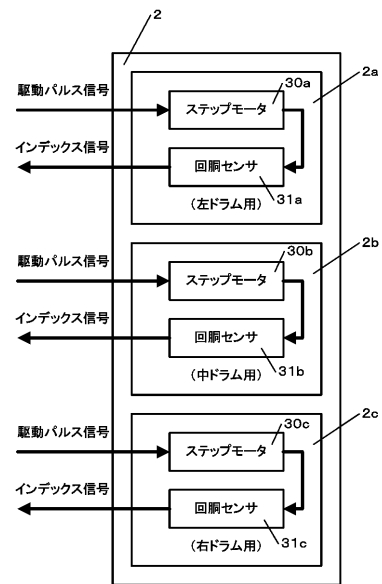 2
駆動パルス信号
30a
2a
ステップモータ
インデックス信号
回胴センサ
31a
(左ドラム用)
駆動パルス信号
30b
2b
ステップモータ
インデックス信号
回胴センサ
31b
(中ドラム用)
駆動パルス信号
30c
2c
ステップモータ
インデックス信号
回胴センサ
31c
(右ドラム用)